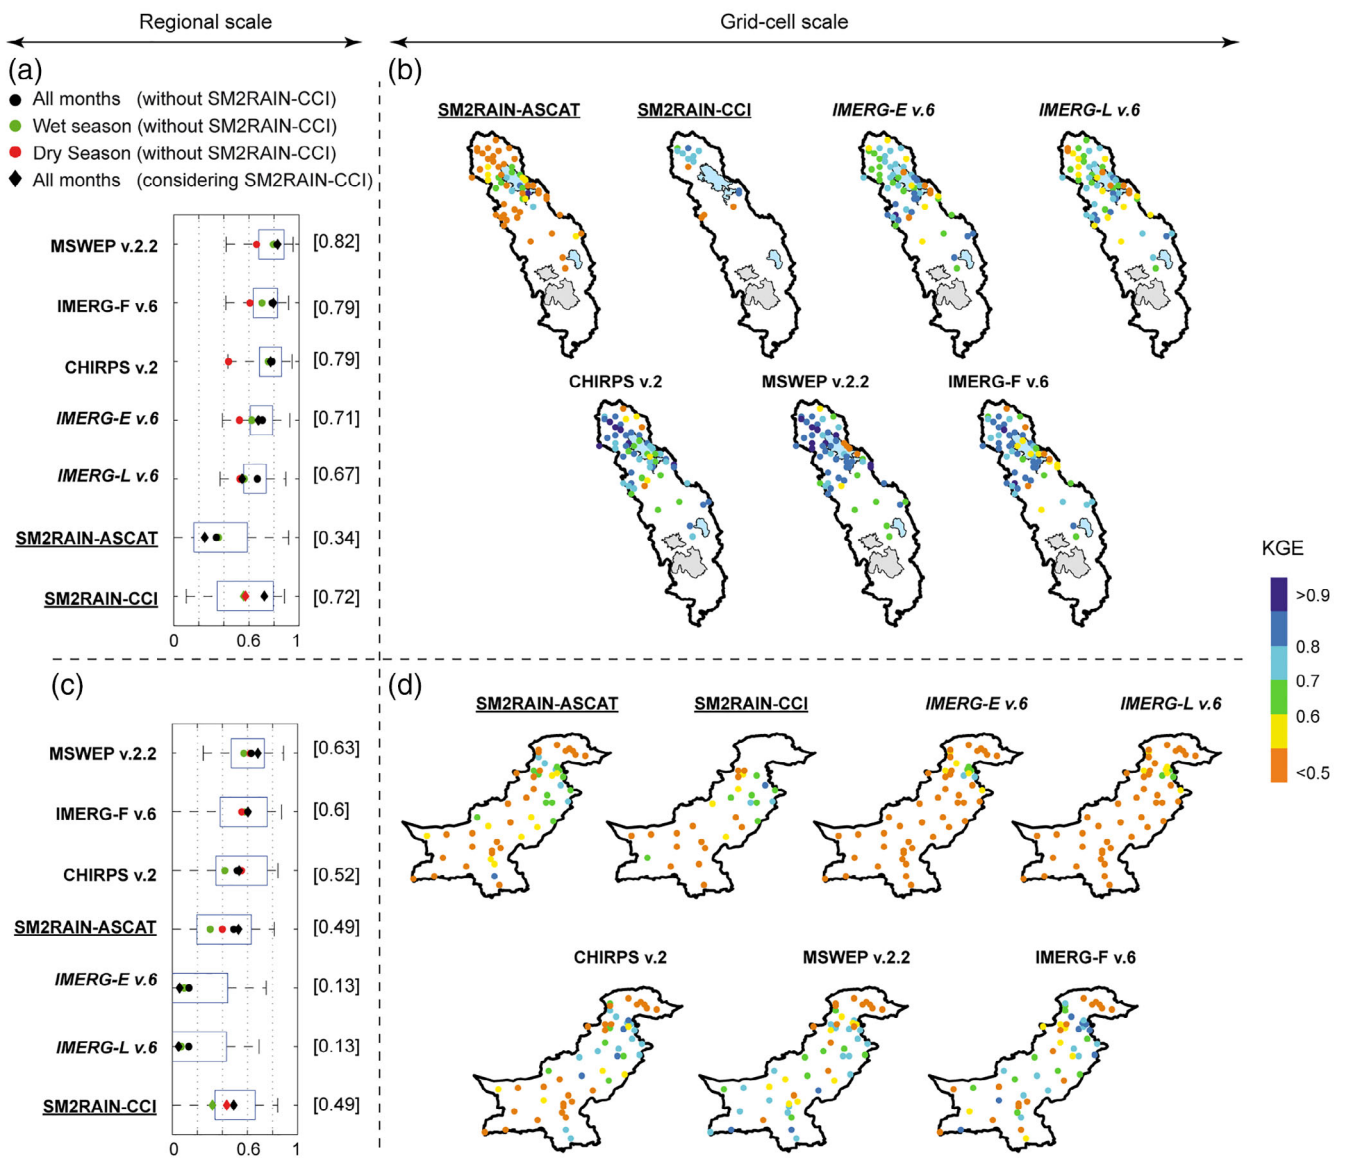 Regional scale
Grid-cell scale
(a)
All months (without SM2RAIN-CCI)
Wet season (without SM2RAIN-CCI)
Dry Season (without SM2RAIN-CCI)
All months (considering SM2RAIN-CCI)
MSWEP v.2.2 [0.82]
IMERG-F v.6 [0.79]
CHIRPS v.2 [0.79]
IMERG-E v.6 [0.71]
IMERG-L v.6 [0.67]
SM2RAIN-ASCAT [0.34]
SM2RAIN-CCI [0.72]
0 0.6 1
(b)
SM2RAIN-ASCAT SM2RAIN-CCI IMERG-E v.6 IMERG-L v.6
CHIRPS v.2 MSWEP v.2.2 IMERG-F v.6
KGE
>0.9
0.8
0.7
0.6
<0.5
(c)
MSWEP v.2.2 [0.63]
IMERG-F v.6 [0.6]
CHIRPS v.2 [0.52]
SM2RAIN-ASCAT [0.49]
IMERG-E v.6 [0.13]
IMERG-L v.6 [0.13]
SM2RAIN-CCI [0.49]
0 0.6 1
(d)
SM2RAIN-ASCAT SM2RAIN-CCI IMERG-E v.6 IMERG-L v.6
CHIRPS v.2 MSWEP v.2.2 IMERG-F v.6